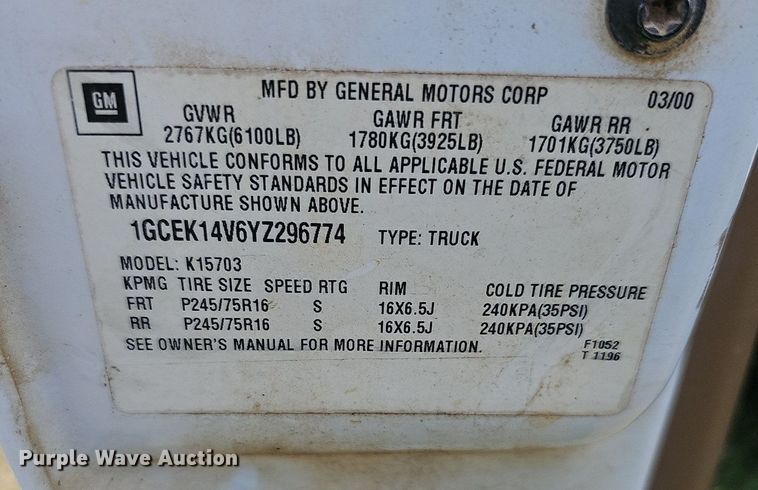 GM
MFD BY GENERAL MOTORS CORP 03/00
GVWR GAWR FRT GAWR RR
2767KG(6100LB) 1780KG(3925LB) 1701KG(3750LB)
THIS VEHICLE CONFORMS TO ALL APPLICABLE U.S. FEDERAL MOTOR
VEHICLE SAFETY STANDARDS IN EFFECT ON THE DATE OF
MANUFACTURE SHOWN ABOVE.
1GCEK14V6YZ296774 TYPE: TRUCK
MODEL: K15703
KPMG TIRE SIZE SPEED RTG RIM COLD TIRE PRESSURE
FRT P245/75R16 S 16X6.5J 240KPA(35PSI)
RR P245/75R16 S 16X6.5J 240KPA(35PSI)
SEE OWNER'S MANUAL FOR MORE INFORMATION. F1052
T 1196
Purple Wave Auction